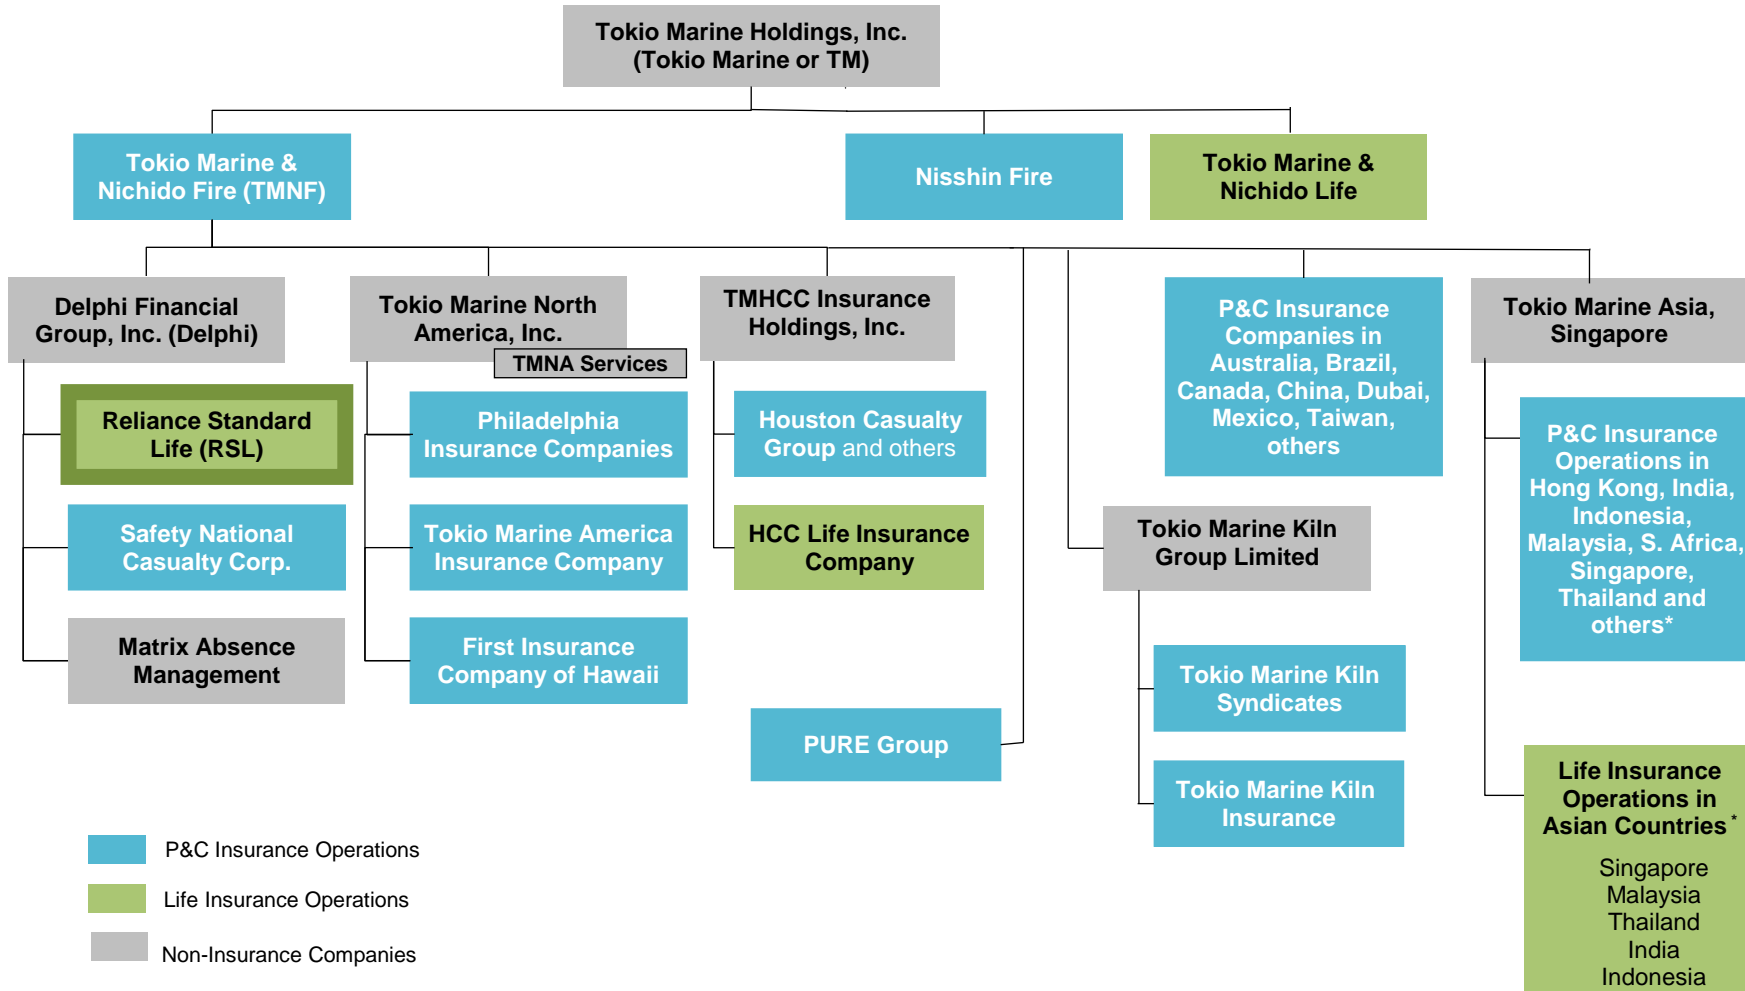 Tokio Marine Holdings, Inc.
(Tokio Marine or TM)
Tokio Marine &
Nichido Fire (TMNF)
Nisshin Fire
Tokio Marine &
Nichido Life
Delphi Financial
Group, Inc. (Delphi)
Tokio Marine North
America, Inc.
TMNA Services
TMHCC Insurance
Holdings, Inc.
P&C Insurance
Companies in
Australia, Brazil,
Canada, China, Dubai,
Mexico, Taiwan,
others
Tokio Marine Asia,
Singapore
Reliance Standard
Life (RSL)
Philadelphia
Insurance Companies
Houston Casualty
Group and others
P&C Insurance
Operations in
Hong Kong, India,
Indonesia,
Malaysia, S. Africa,
Singapore,
Thailand and
others*
Safety National
Casualty Corp.
Tokio Marine America
Insurance Company
HCC Life Insurance
Company
Tokio Marine Kiln
Group Limited
Matrix Absence
Management
First Insurance
Company of Hawaii
Tokio Marine Kiln
Syndicates
PURE Group
Tokio Marine Kiln
Insurance
Life Insurance
Operations in
Asian Countries*
Singapore
Malaysia
Thailand
India
Indonesia
P&C Insurance Operations
Life Insurance Operations
Non-Insurance Companies